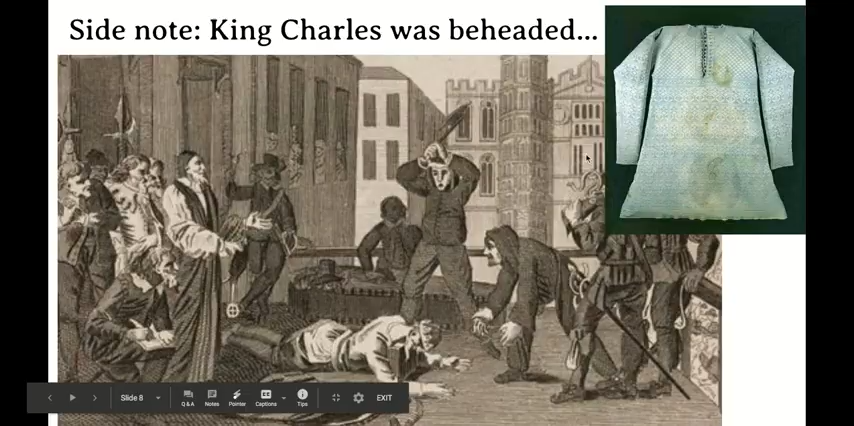 Side note: King Charles was beheaded...
Slide 8
Q & A
Notes
Pointer
Captions
Tips
EXIT